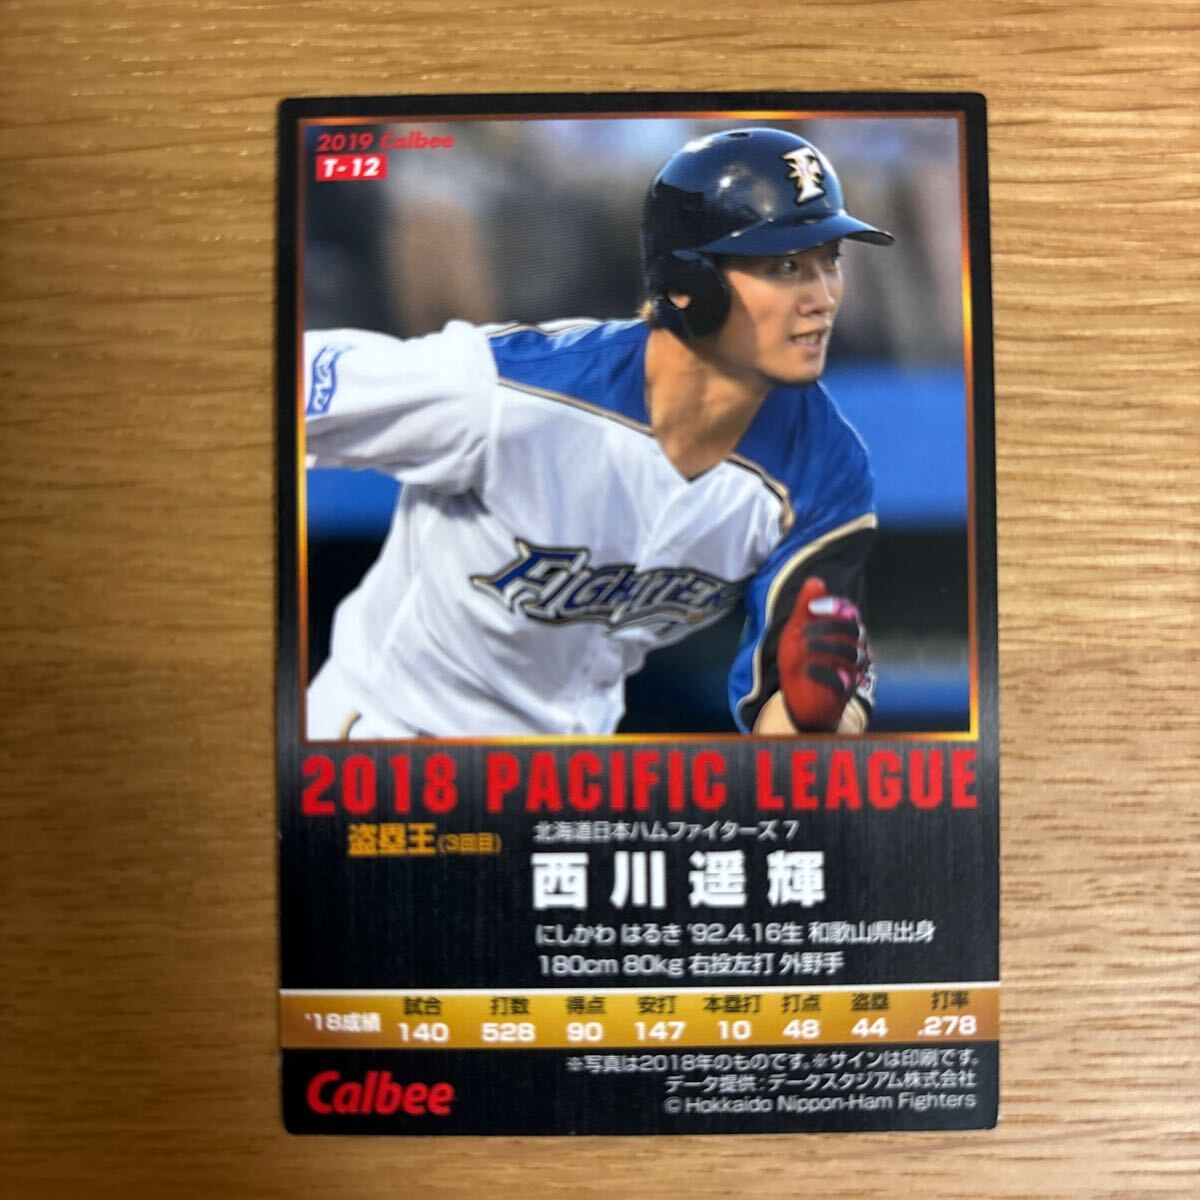 2019 Calbee
T-12
F
FIGHTER
2018 PACIFIC LEAGUE
盗塁王(3回目)
北海道日本ハムファイターズ 7
西川遥輝
にしかわ はるき '92.4.16生 和歌山県出身
180cm 80kg 右投左打 外野手
試合 打数 得点 安打 本塁打 打点 盗塁 打率
'18成績 140 528 90 147 10 48 44 .278
※写真は2018年のものです。※サインは印刷です。
データ提供:データスタジアム株式会社
Calbee
© Hokkaido Nippon-Ham Fighters